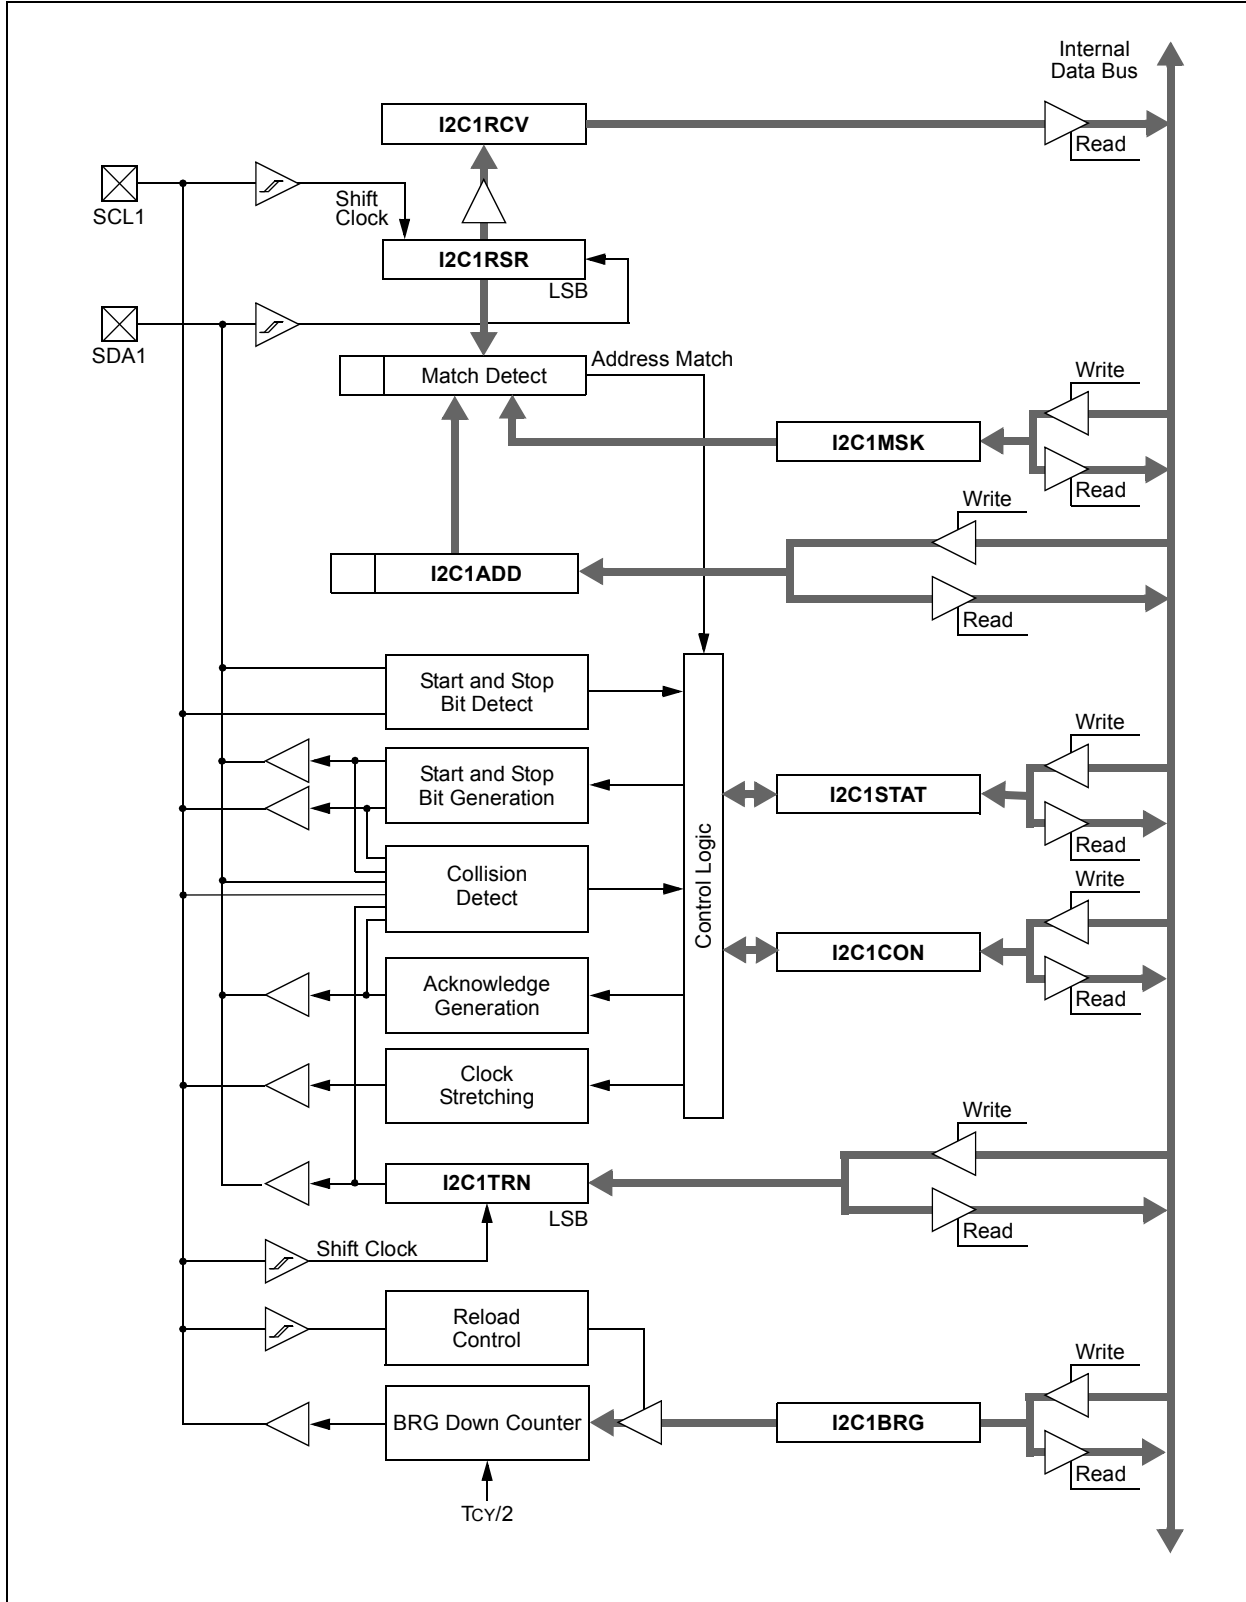 Internal
Data Bus
I2C1RCV
Read
SCL1
Shift
Clock
I2C1RSR
LSB
SDA1
Address Match
Match Detect
Write
I2C1MSK
Read
Write
I2C1ADD
Read
Start and Stop
Bit Detect
Write
Start and Stop
Bit Generation
I2C1STAT
Read
Control Logic
Collision
Detect
Write
I2C1CON
Read
Acknowledge
Generation
Clock
Stretching
Write
I2C1TRN
LSB
Read
Shift Clock
Reload
Control
Write
BRG Down Counter
I2C1BRG
Read
TCY/2